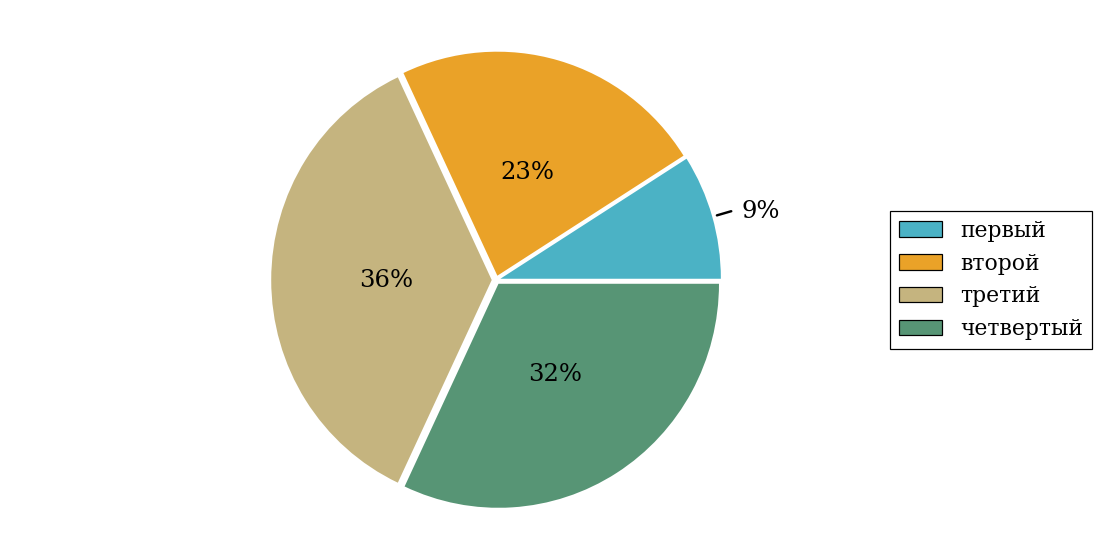 23%
9%
36%
32%
первый
второй
третий
четвертый